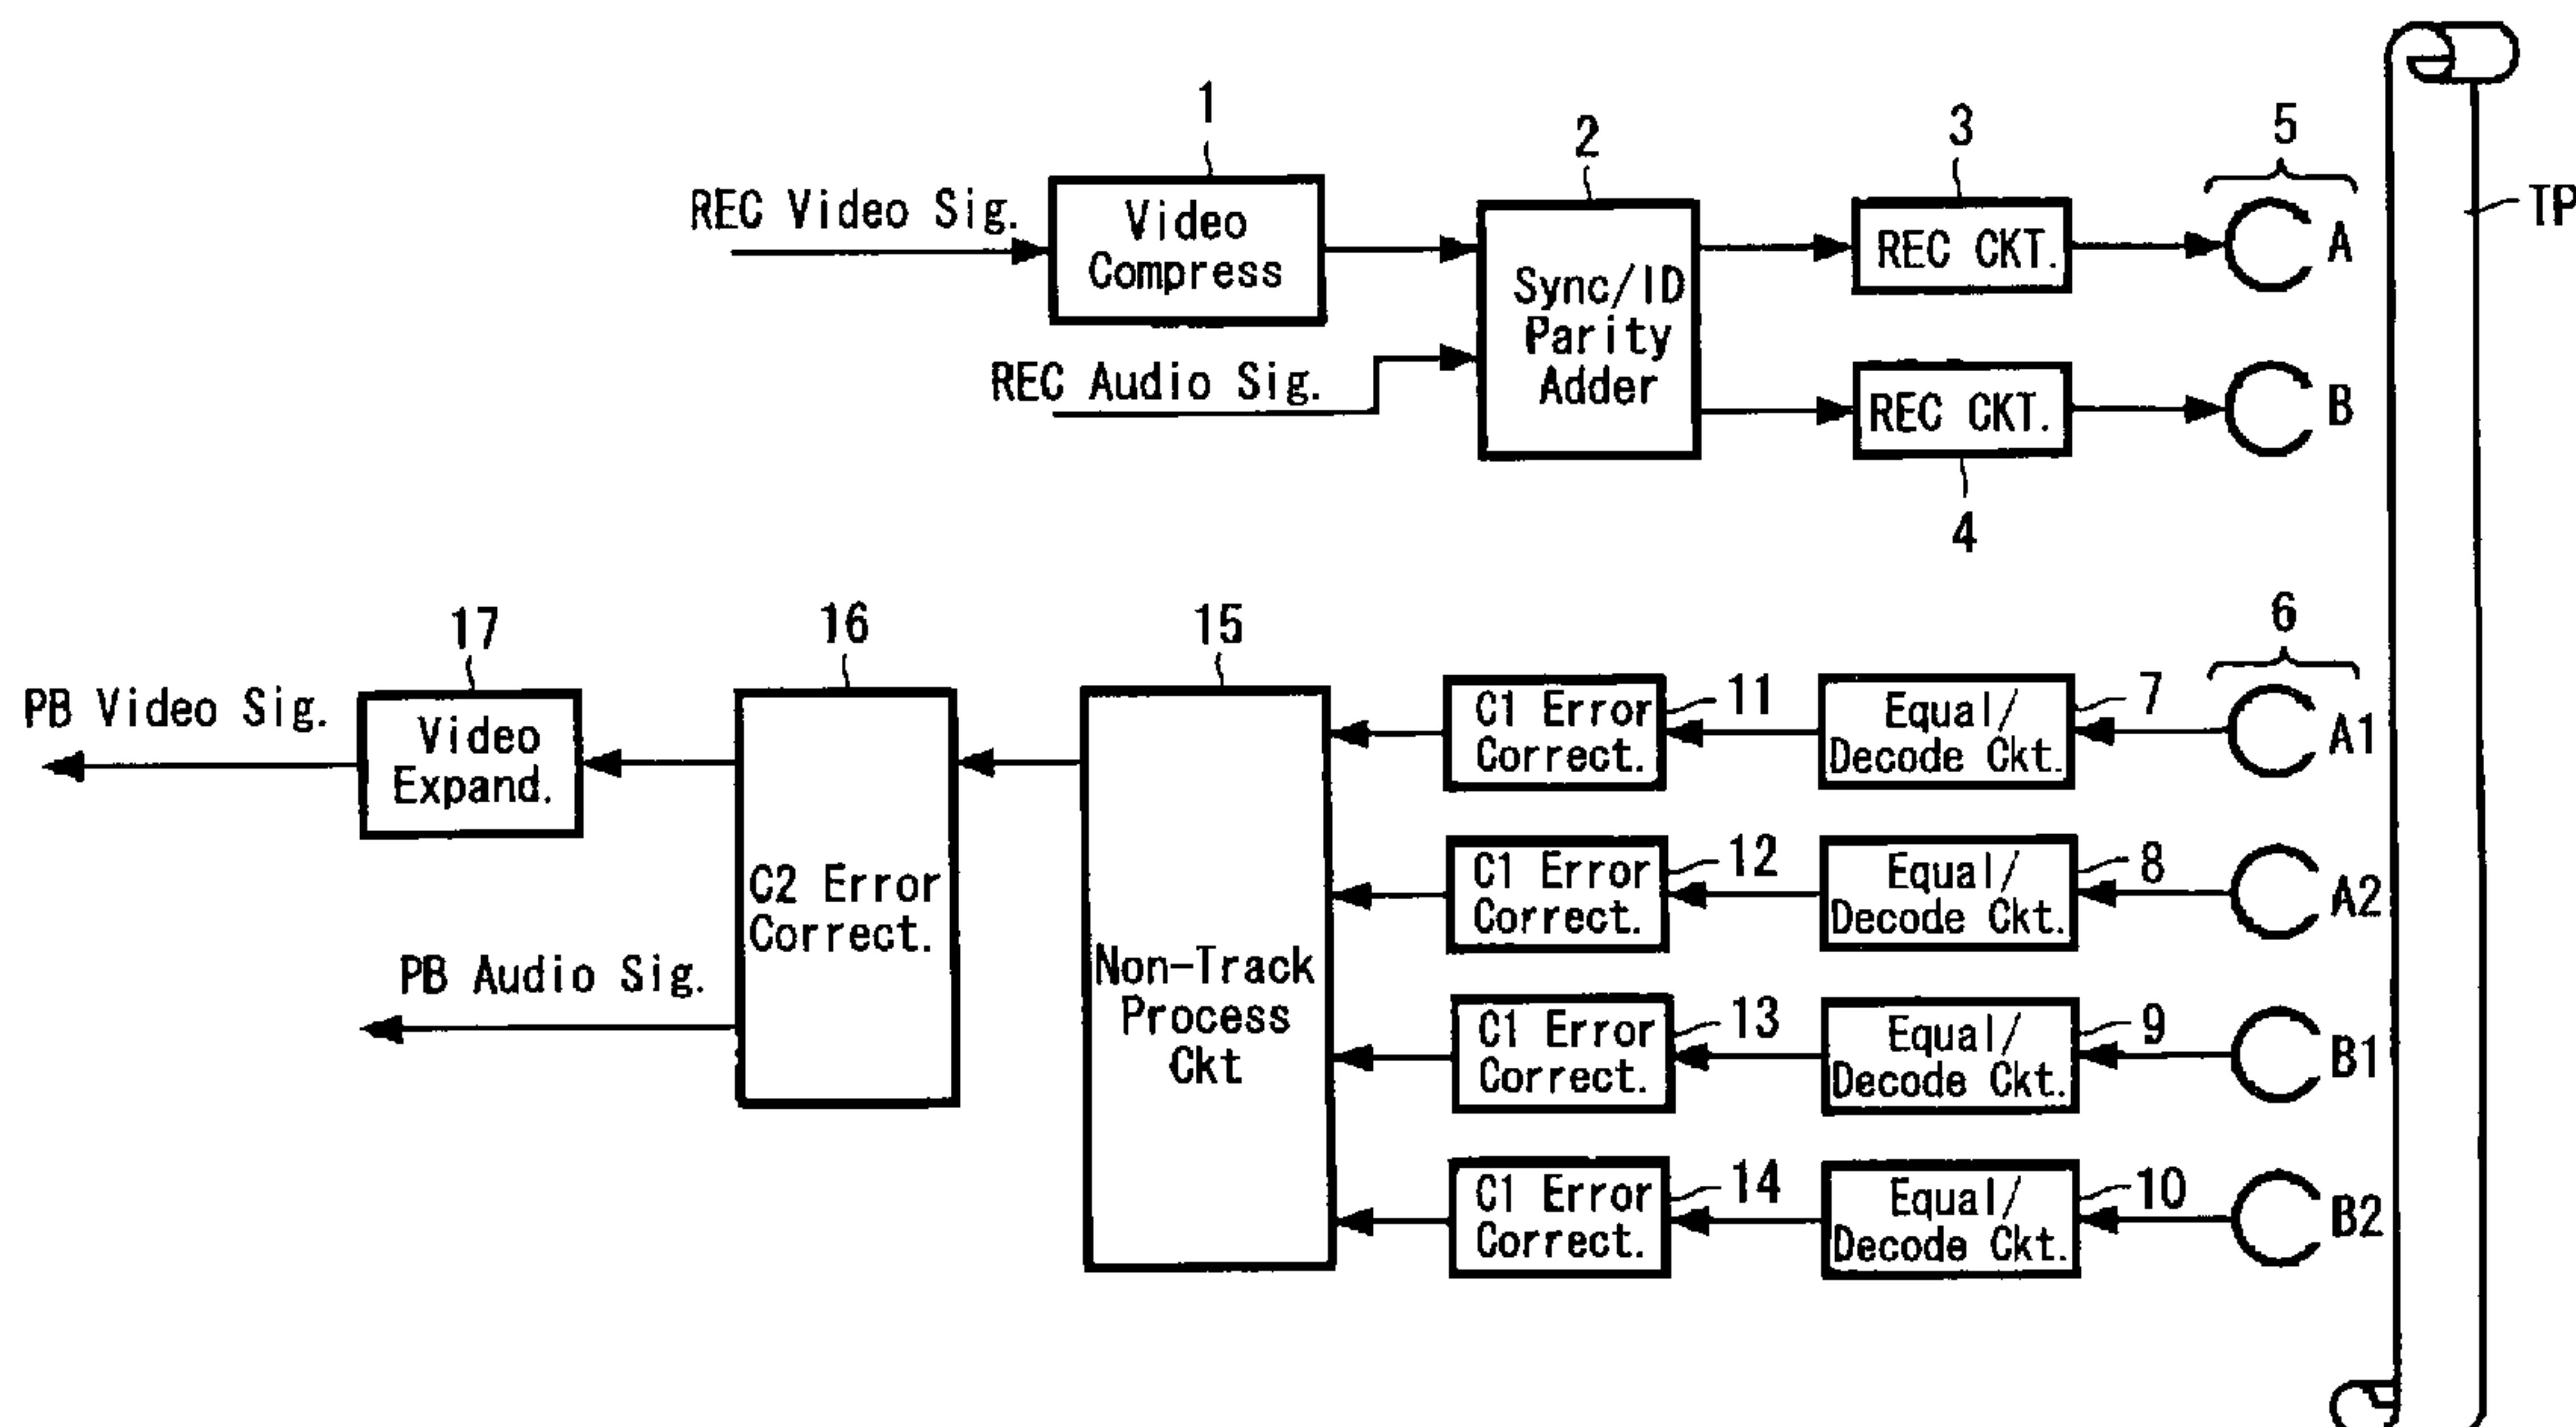 1
2
3
5
REC Video Sig.
Video
Compress
REC CKT.
A
TP
Sync/ID
Parity
Adder
REC Audio Sig.
REC CKT.
B
4
17
16
15
6
PB Video Sig.
Video
Expand.
C1 Error
Correct.
11
Equal/
Decode Ckt.
7
A1
C2 Error
Correct.
C1 Error
Correct.
12
Equal/
Decode Ckt.
8
A2
PB Audio Sig.
Non-Track
Process
Ckt
C1 Error
Correct.
13
Equal/
Decode Ckt.
9
B1
C1 Error
Correct.
14
Equal/
Decode Ckt.
10
B2